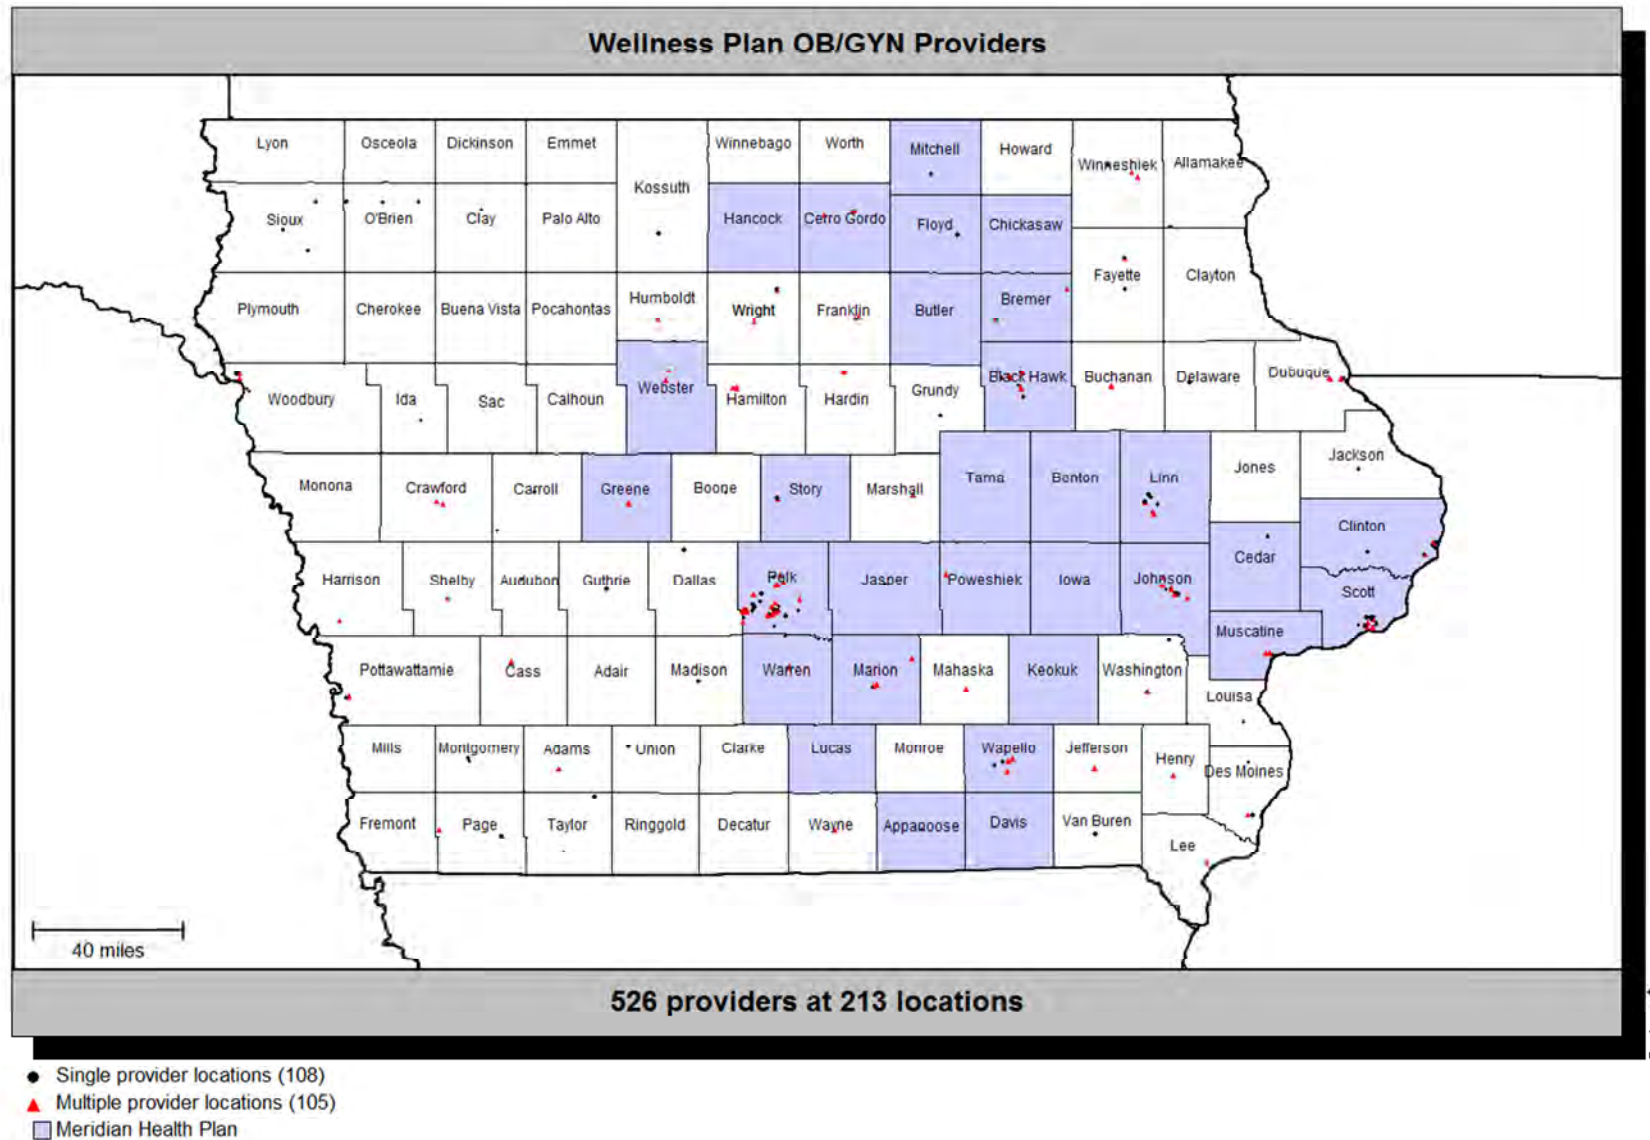 Wellness Plan OB/GYN Providers
Lyon Osceola Dickinson Emmet Kossuth Winnebago Worth Mitchell Howard Winneshiek Allamakee
Sioux O'Brien Clay Palo Alto Hancock Cerro Gordo Floyd Chickasaw
Plymouth Cherokee Buena Vista Pocahontas Humboldt Wright Franklin Butler Bremer Fayette Clayton
Woodbury Ida Sac Calhoun Webster Hamilton Hardin Grundy Black Hawk Buchanan Delaware Dubuque
Monona Crawford Carroll Greene Boone Story Marshall Tama Benton Linn Jones Jackson
Clinton
Harrison Shelby Audubon Guthrie Dallas Polk Jasper Poweshiek Iowa Johnson Cedar
Scott
Muscatine
Pottawattamie Cass Adair Madison Warren Marion Mahaska Keokuk Washington
Louisa
Mills Montgomery Adams Union Clarke Lucas Monroe Wapello Jefferson Henry Des Moines
Fremont Page Taylor Ringgold Decatur Wayne Appanoose Davis Van Buren
Lee
40 miles
526 providers at 213 locations
Single provider locations (108)
Multiple provider locations (105)
Meridian Health Plan